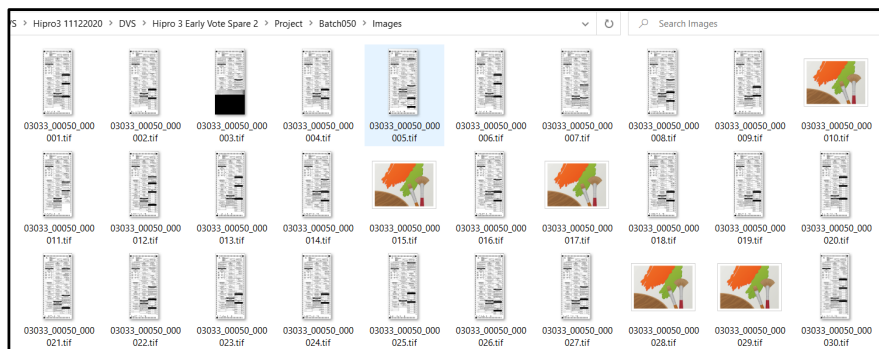 S > Hipro3 11122020 > DVS > Hipro 3 Early Vote Spare 2 > Project > Batch050 > Images
Search Images
03033_00050_000
001.tif
03033_00050_000
002.tif
03033_00050_000
003.tif
03033_00050_000
004.tif
03033_00050_000
005.tif
03033_00050_000
006.tif
03033_00050_000
007.tif
03033_00050_000
008.tif
03033_00050_000
009.tif
03033_00050_000
010.tif
03033_00050_000
011.tif
03033_00050_000
012.tif
03033_00050_000
013.tif
03033_00050_000
014.tif
03033_00050_000
015.tif
03033_00050_000
016.tif
03033_00050_000
017.tif
03033_00050_000
018.tif
03033_00050_000
019.tif
03033_00050_000
020.tif
03033_00050_000
021.tif
03033_00050_000
022.tif
03033_00050_000
023.tif
03033_00050_000
024.tif
03033_00050_000
025.tif
03033_00050_000
026.tif
03033_00050_000
027.tif
03033_00050_000
028.tif
03033_00050_000
029.tif
03033_00050_000
030.tif